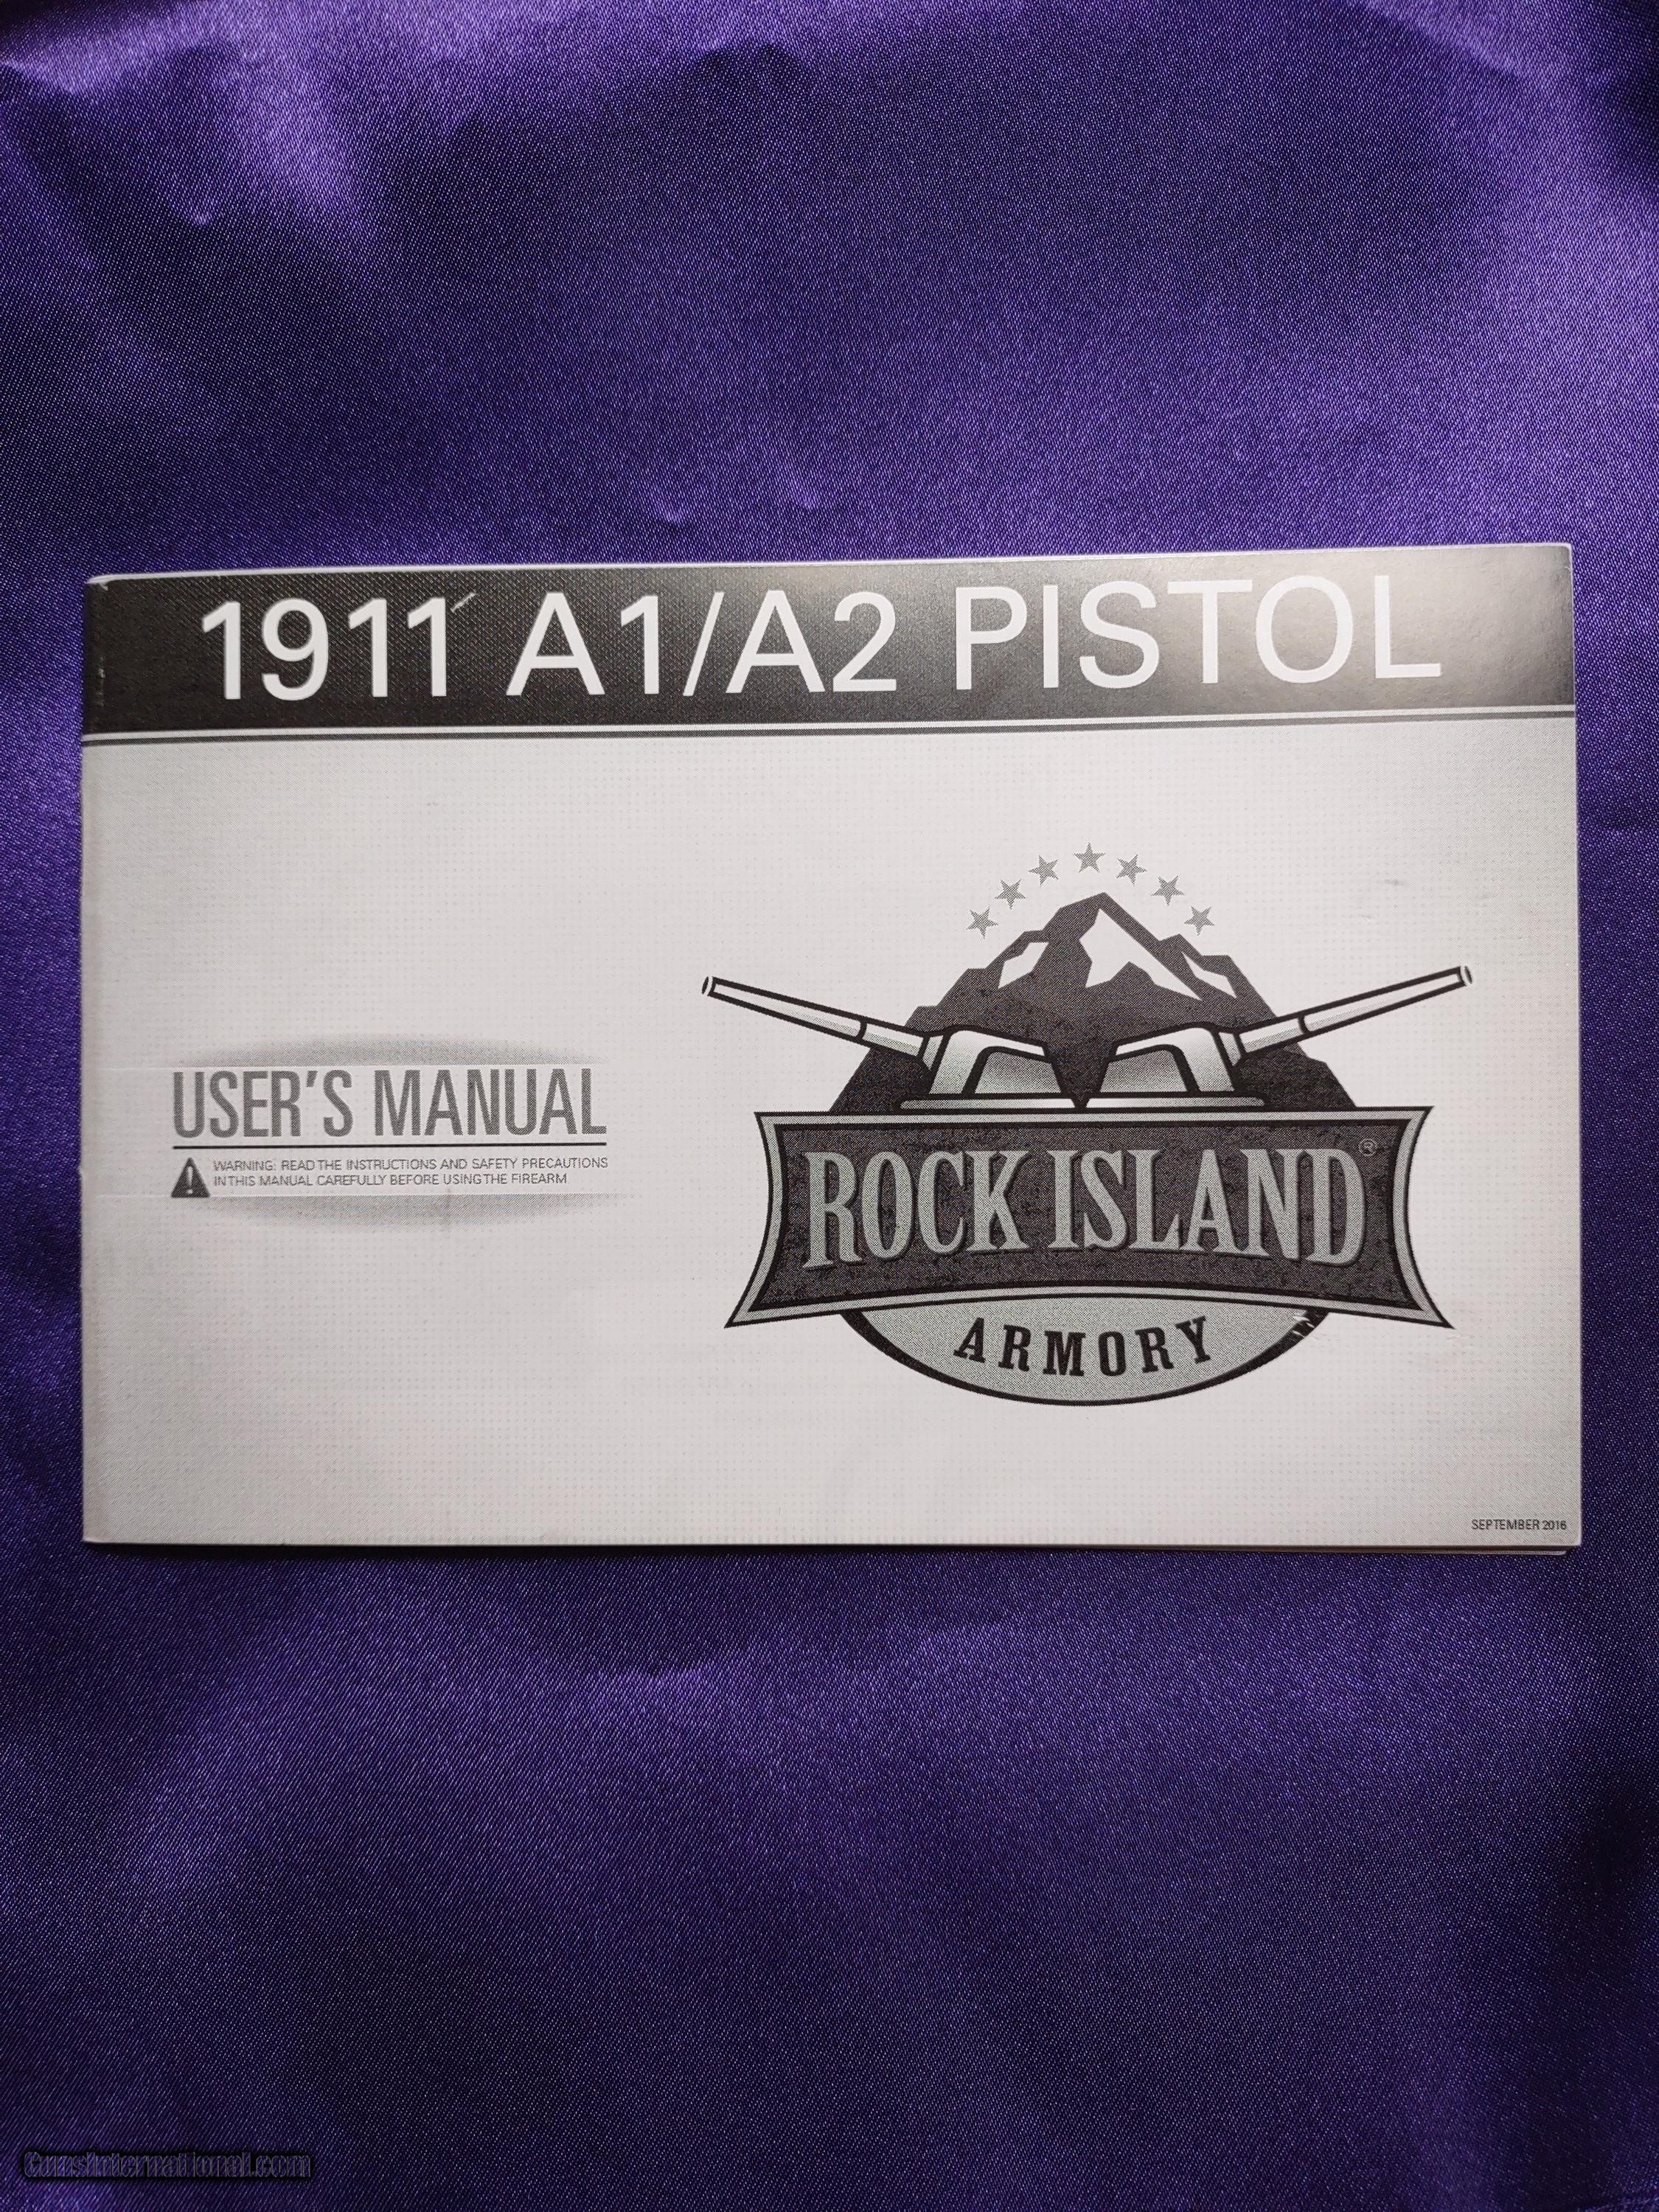 1911 A1/A2 PISTOL
USER'S MANUAL
WARNING: READ THE INSTRUCTIONS AND SAFETY PRECAUTIONS
IN THIS MANUAL CAREFULLY BEFORE USING THE FIREARM
ROCK ISLAND®
ARMORY
SEPTEMBER 2016
GunsInternational.com